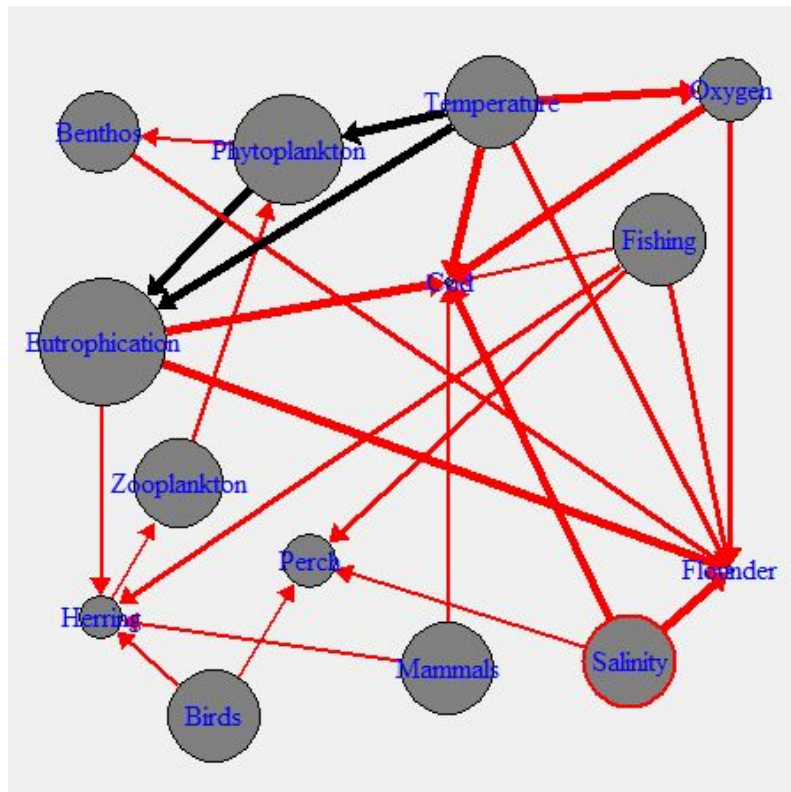 Temperature
Oxygen
Benthos
Phytoplankton
Fishing
Cod
Eutrophication
Zooplankton
Perch
Flounder
Herring
Mammals
Salinity
Birds